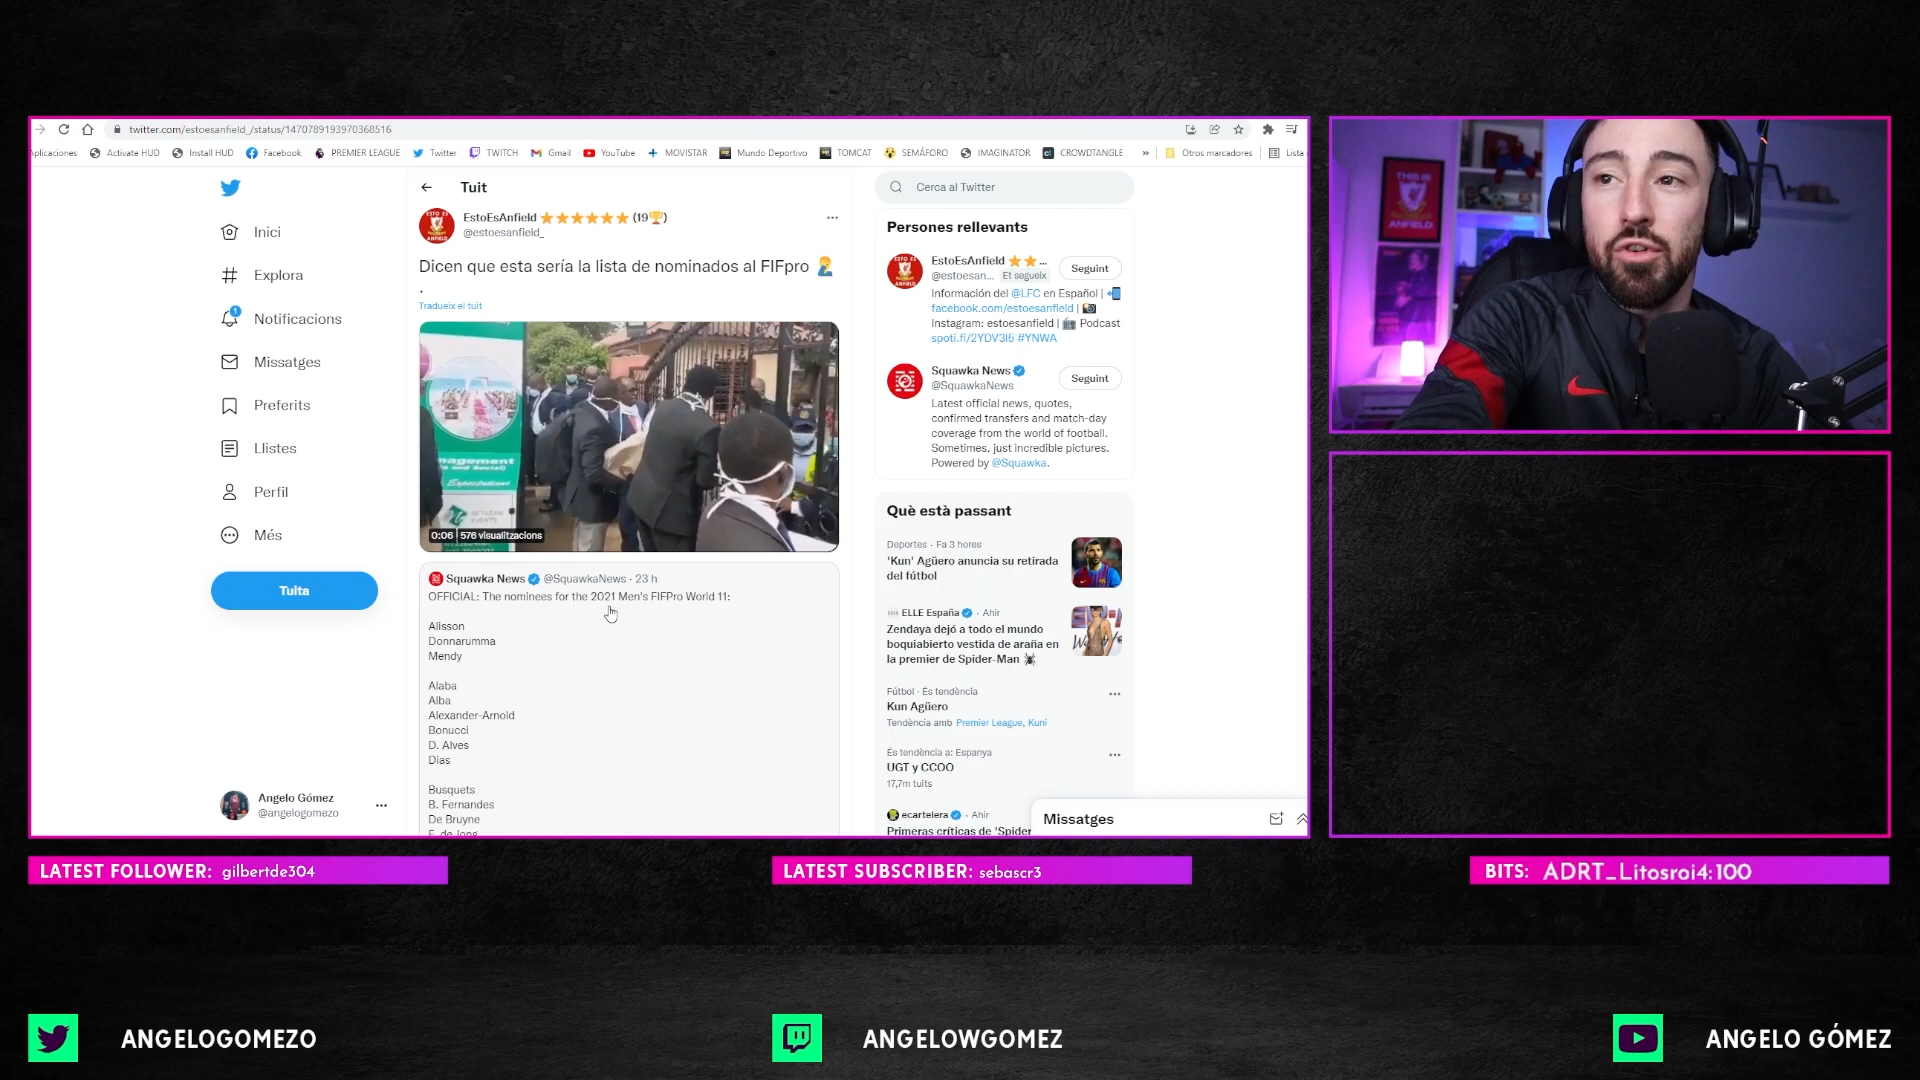 twitter.com/estoesanfield_/status/1470789193970368516
Aplicaciones
Activate HUD
Install HUD
Facebook
PREMIER LEAGUE
Twitter
TWITCH
Gmail
YouTube
MOVISTAR
Mundo Deportivo
TOMCAT
SEMÁFORO
IMAGINATOR
CROWDTANGLE
»
Otros marcadores
Lista
Inici
Explora
1
Notificacions
Missatges
Preferits
Llistes
Perfil
Més
Tuita
Angelo Gómez
@angelogomezo
Tuit
EstoEsAnfield ⭐⭐⭐⭐⭐⭐ (19🏆)
@estoesanfield_
Dicen que esta sería la lista de nominados al FIFpro 🤦‍♂️
.
Tradueix el tuit
0:06 | 576 visualitzacions
Squawka News @SquawkaNews · 23 h
OFFICIAL: The nominees for the 2021 Men's FIFPro World 11:
Alisson
Donnarumma
Mendy
Alaba
Alba
Alexander-Arnold
Bonucci
D. Alves
Dias
Busquets
B. Fernandes
De Bruyne
F. de Jong
Cerca al Twitter
Persones rellevants
EstoEsAnfield ⭐⭐...
@estoesan... Et segueix
Seguint
Información del @LFC en Español | 📲
facebook.com/estoesanfield | 📸
Instagram: estoesanfield | 📻 Podcast
spoti.fi/2YDV3I5 #YNWA
Squawka News
@SquawkaNews
Seguint
Latest official news, quotes,
confirmed transfers and match-day
coverage from the world of football.
Sometimes, just incredible pictures.
Powered by @Squawka.
Què està passant
Deportes · Fa 3 hores
'Kun' Agüero anuncia su retirada
del fútbol
ELLE España · Ahir
Zendaya dejó a todo el mundo
boquiabierto vestida de araña en
la premier de Spider-Man 🕷
Fútbol · És tendència
Kun Agüero
Tendència amb Premier League, Kuni
És tendència a: Espanya
UGT y CCOO
17,7m tuits
ecartelera · Ahir
Primeras críticas de 'Spider
Missatges
THIS IS
ANFIELD
LATEST FOLLOWER: gilbertde304
LATEST SUBSCRIBER: sebascr3
BITS: ADRT_Litosroi4:100
ANGELOGOMEZO
ANGELOWGOMEZ
ANGELO GÓMEZ